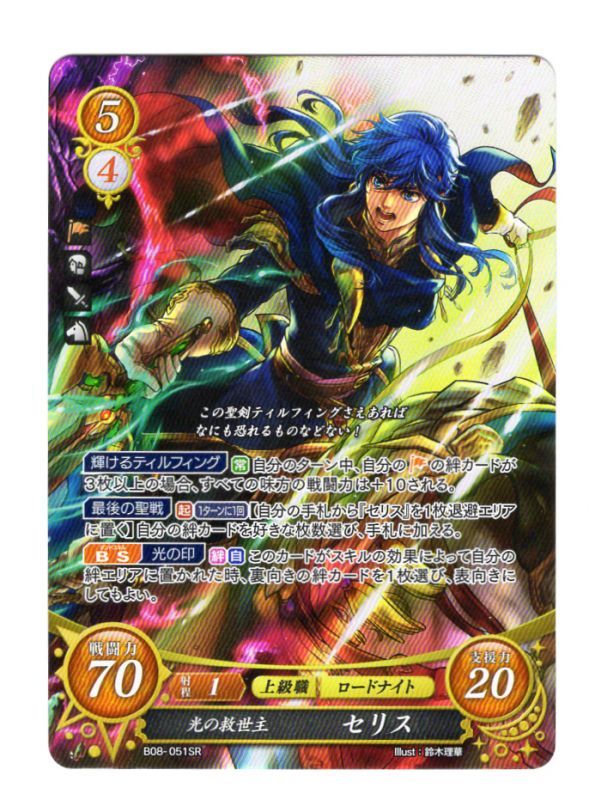 5
4
この聖剣ティルフィングさえあれば
なにも恐れるものなどない！
輝けるティルフィング 常 自分のターン中、自分の の絆カードが
3枚以上の場合、すべての味方の戦闘力は+10される。
最後の聖戦 起 1ターンに1回 【自分の手札から『セリス』を1枚退避エリア
に置く】自分の絆カードを好きな枚数選び、手札に加える。
ボンドスキル
BS 光の印 絆 自 このカードがスキルの効果によって自分の
絆エリアに置かれた時、裏向きの絆カードを1枚選び、表向きに
してもよい。
戦闘力
70
射程 1
上級職 ロードナイト
支援力
20
光の救世主 セリス
B08-051SR
Illust：鈴木理華